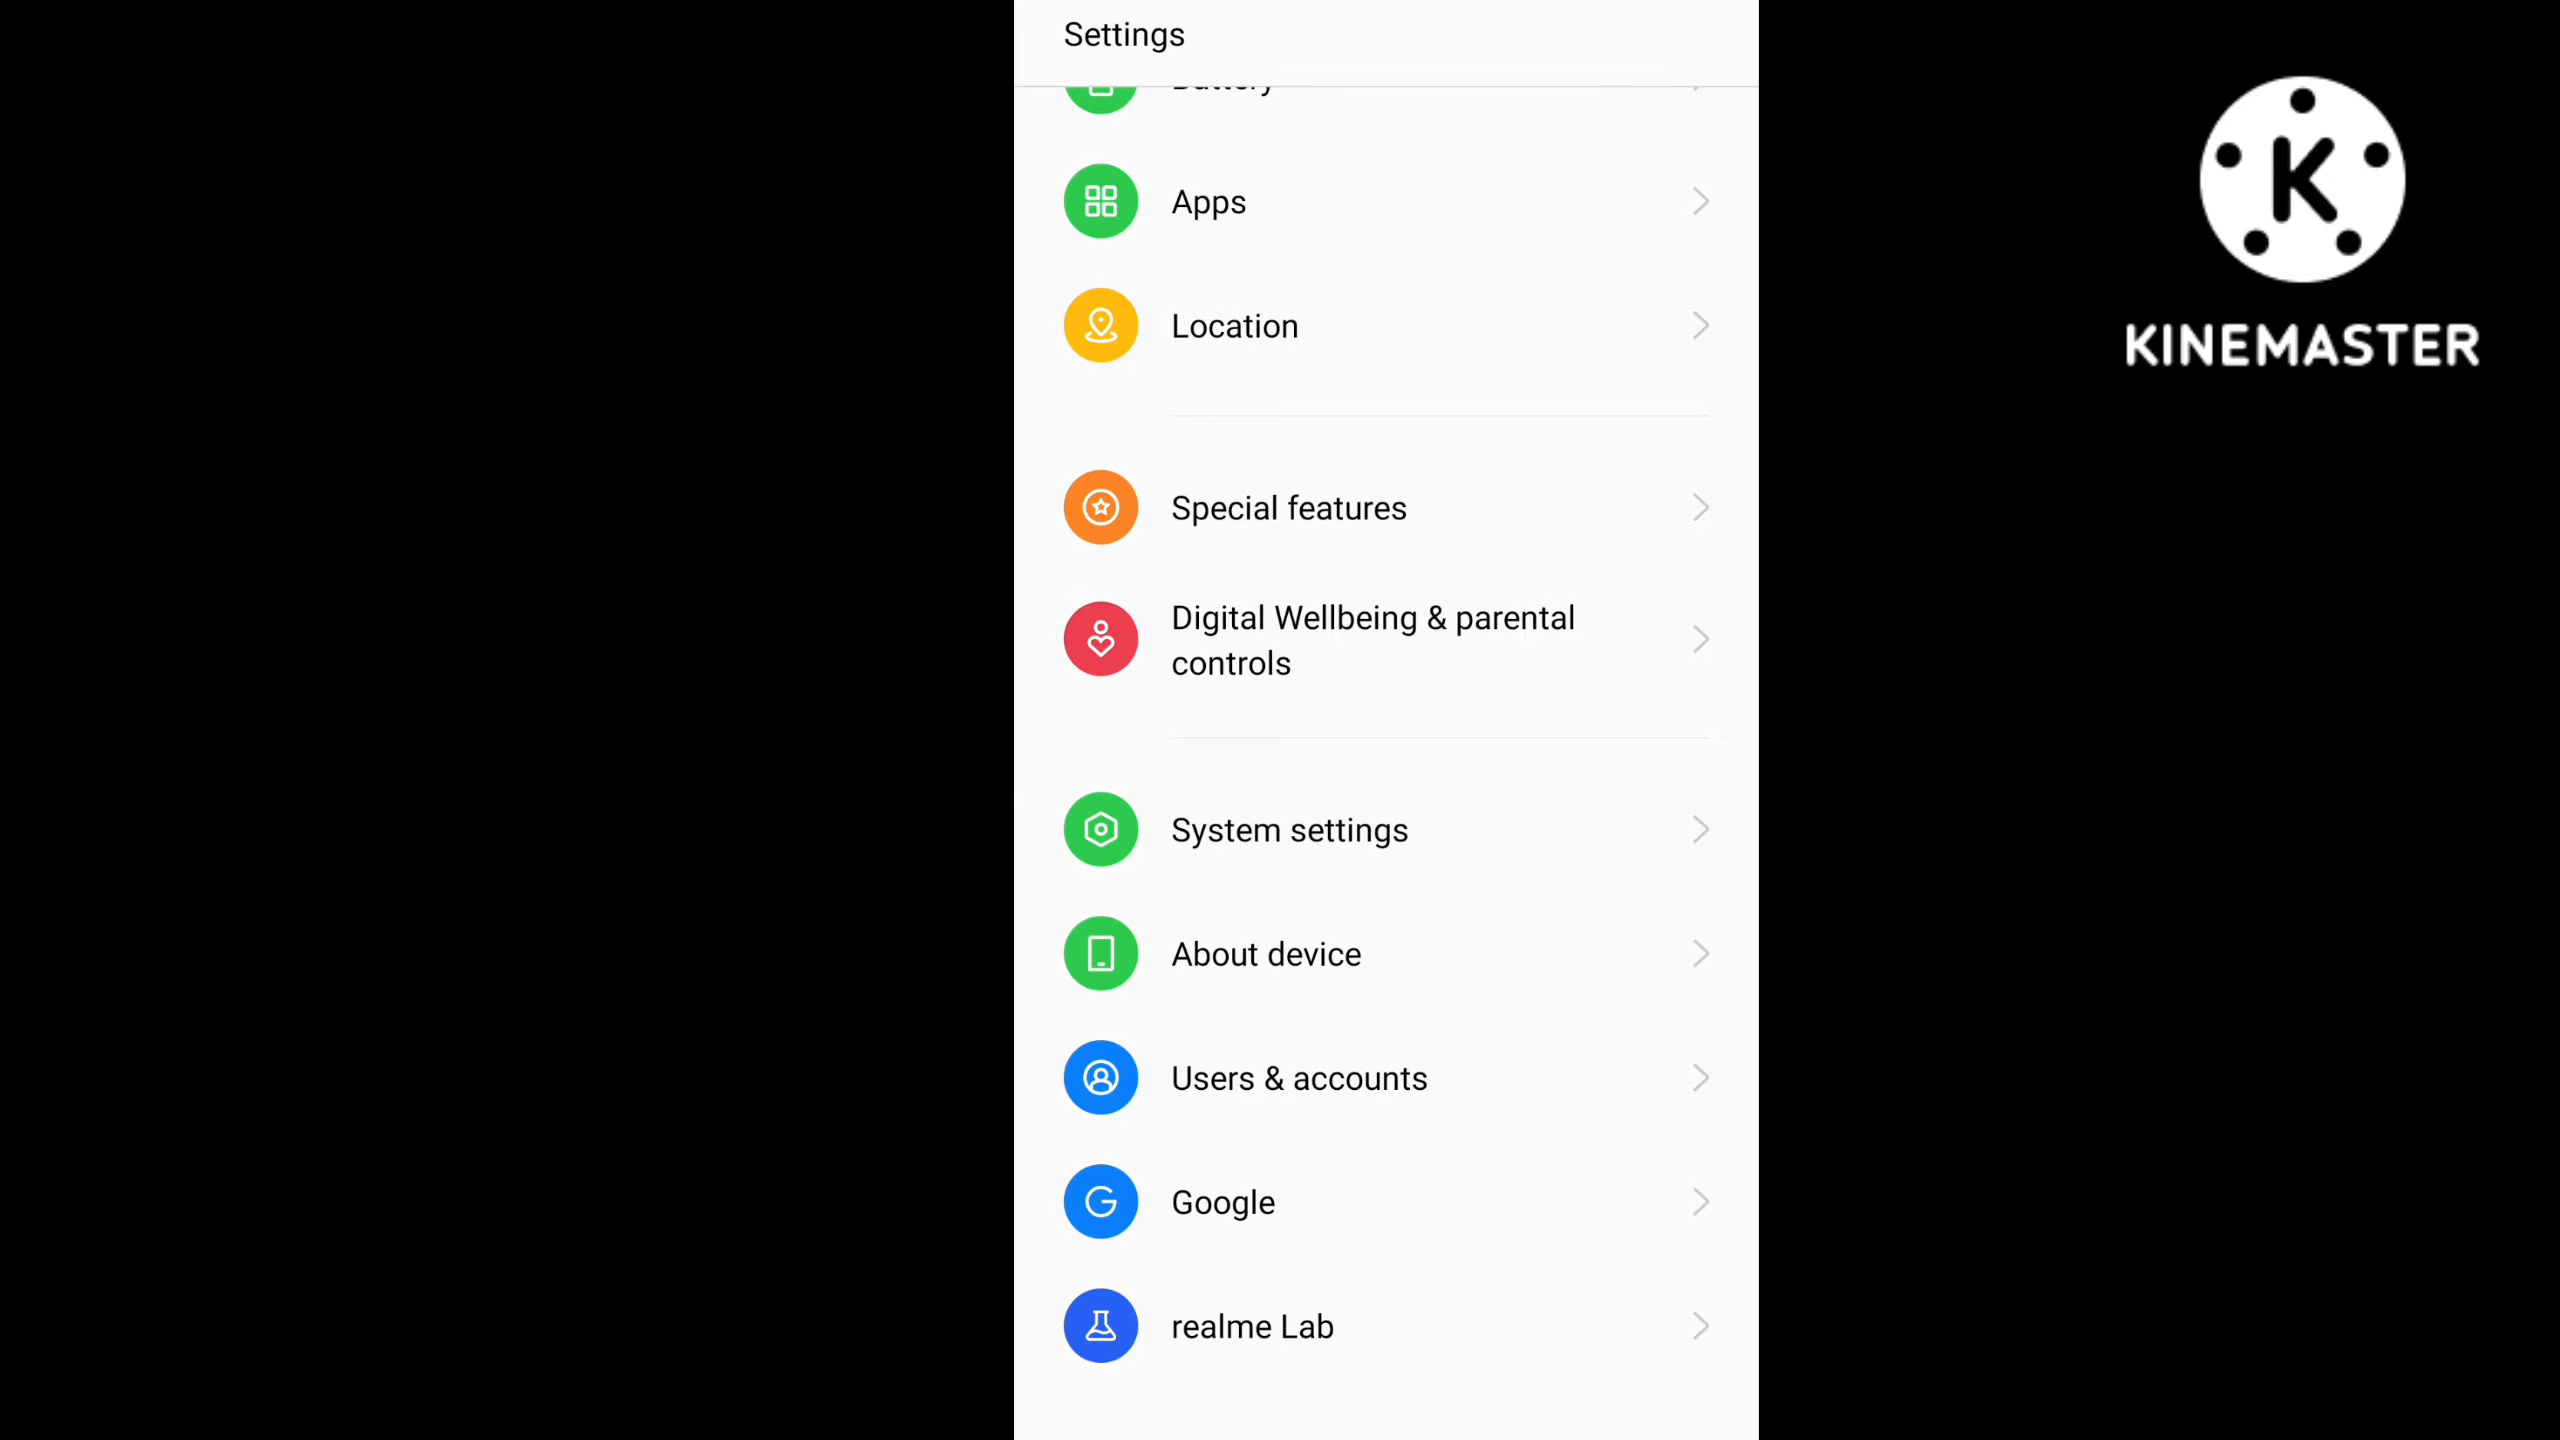 Settings
Battery
Apps
Location
Special features
Digital Wellbeing & parental
controls
System settings
About device
Users & accounts
Google
realme Lab
K
KINEMASTER